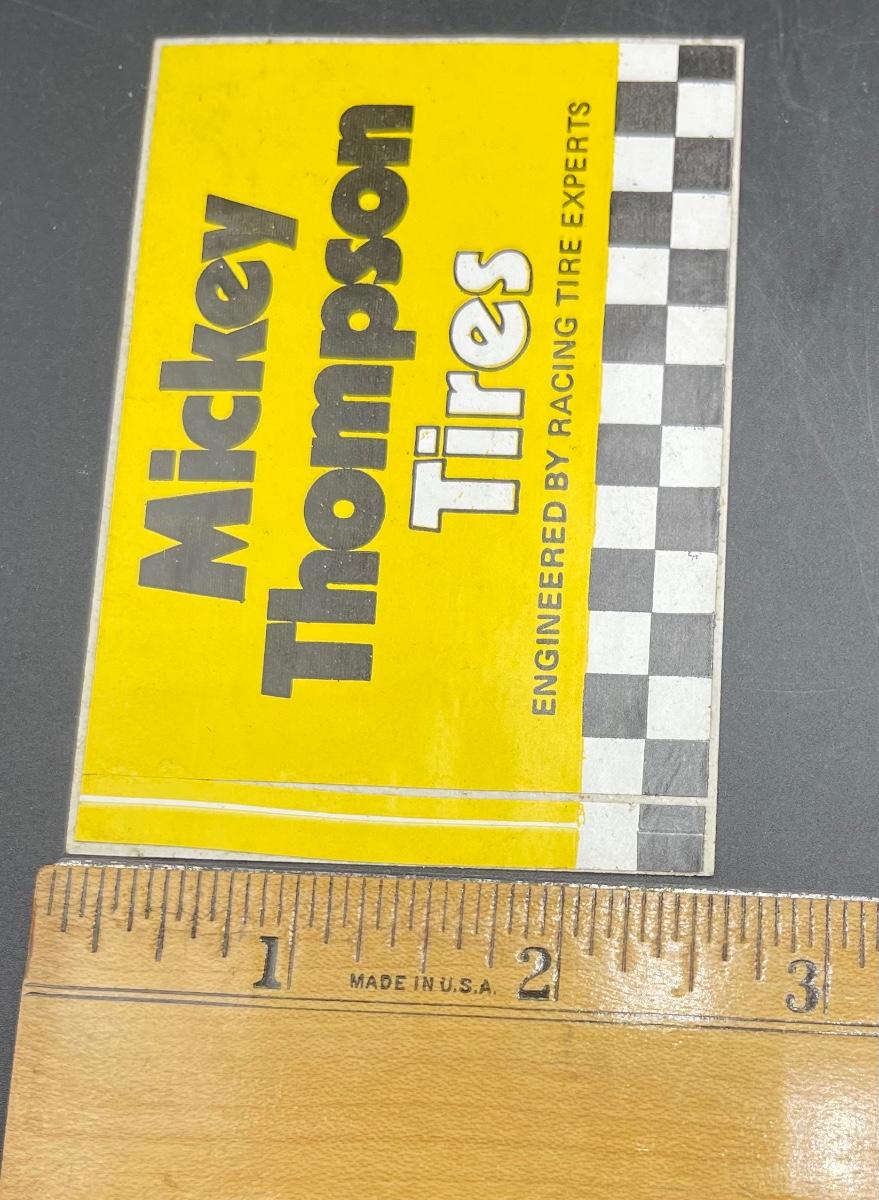 Mickey
Thompson
Tires
ENGINEERED BY RACING TIRE EXPERTS
1 2 3
MADE IN U.S.A.